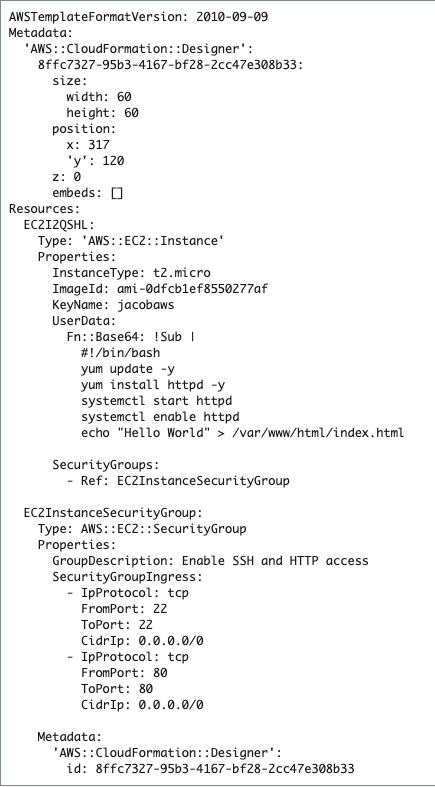 AWSTemplateFormatVersion: 2010-09-09
Metadata:
  'AWS::CloudFormation::Designer':
    8ffc7327-95b3-4167-bf28-2cc47e308b33:
      size:
        width: 60
        height: 60
      position:
        x: 317
        'y': 120
      z: 0
      embeds: []
Resources:
  EC2I2QSHL:
    Type: 'AWS::EC2::Instance'
    Properties:
      InstanceType: t2.micro
      ImageId: ami-0dfcb1ef8550277af
      KeyName: jacobaws
      UserData:
        Fn::Base64: !Sub |
          #!/bin/bash
          yum update -y
          yum install httpd -y
          systemctl start httpd
          systemctl enable httpd
          echo "Hello World" > /var/www/html/index.html

      SecurityGroups:
        - Ref: EC2InstanceSecurityGroup

  EC2InstanceSecurityGroup:
    Type: AWS::EC2::SecurityGroup
    Properties:
      GroupDescription: Enable SSH and HTTP access
      SecurityGroupIngress:
        - IpProtocol: tcp
          FromPort: 22
          ToPort: 22
          CidrIp: 0.0.0.0/0
        - IpProtocol: tcp
          FromPort: 80
          ToPort: 80
          CidrIp: 0.0.0.0/0

    Metadata:
      'AWS::CloudFormation::Designer':
        id: 8ffc7327-95b3-4167-bf28-2cc47e308b33